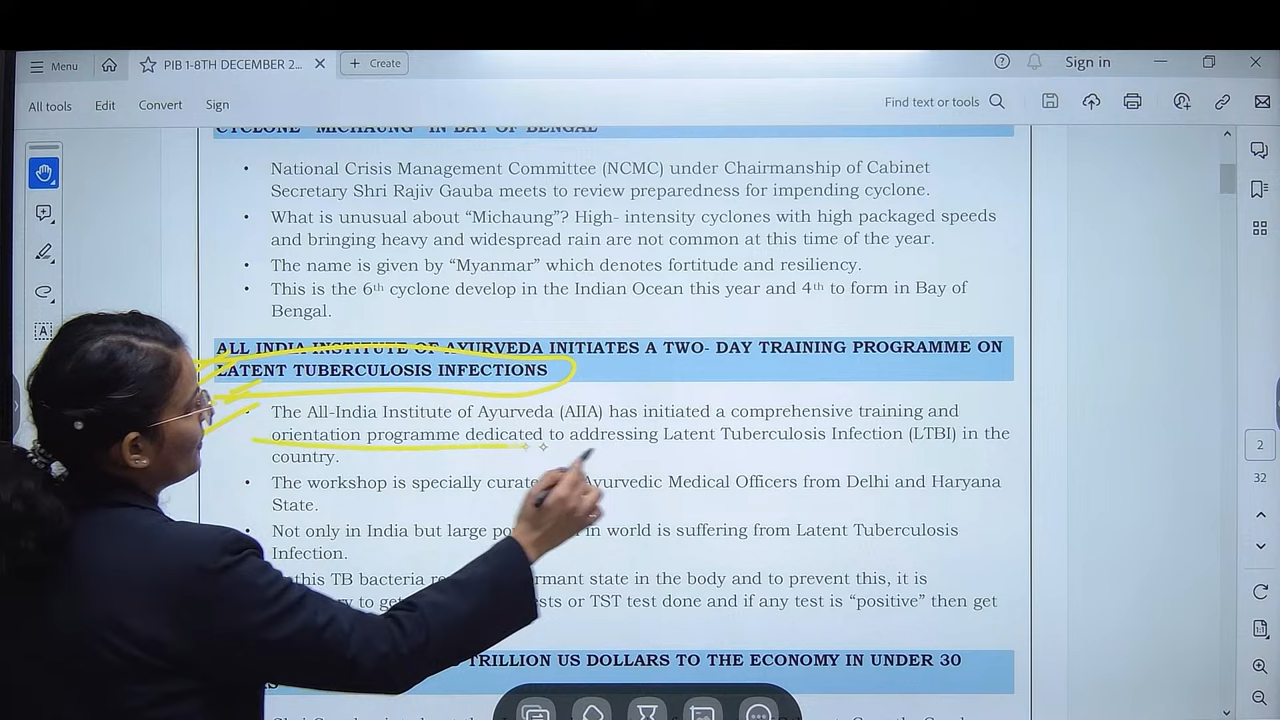 Menu
PIB 1-8TH DECEMBER 2...
Create
Sign in
All tools
Edit
Convert
Sign
Find text or tools
CYCLONE "MICHAUNG" IN BAY OF BENGAL
• National Crisis Management Committee (NCMC) under Chairmanship of Cabinet
Secretary Shri Rajiv Gauba meets to review preparedness for impending cyclone.
• What is unusual about "Michaung"? High- intensity cyclones with high packaged speeds
and bringing heavy and widespread rain are not common at this time of the year.
• The name is given by "Myanmar" which denotes fortitude and resiliency.
• This is the 6th cyclone develop in the Indian Ocean this year and 4th to form in Bay of
Bengal.
ALL INDIA INSTITUTE OF AYURVEDA INITIATES A TWO- DAY TRAINING PROGRAMME ON
LATENT TUBERCULOSIS INFECTIONS
• The All-India Institute of Ayurveda (AIIA) has initiated a comprehensive training and
orientation programme dedicated to addressing Latent Tuberculosis Infection (LTBI) in the
country.
The workshop is specially Ayurvedic Medical Officers from Delhi and Haryana
State.
Not only in India but large in world is suffering from Latent Tuberculosis
Infection.
this TB bacteria state in the body and to prevent this, it is
to or TST test done and if any test is "positive" then get
TRILLION US DOLLARS TO THE ECONOMY IN UNDER 30
2
32